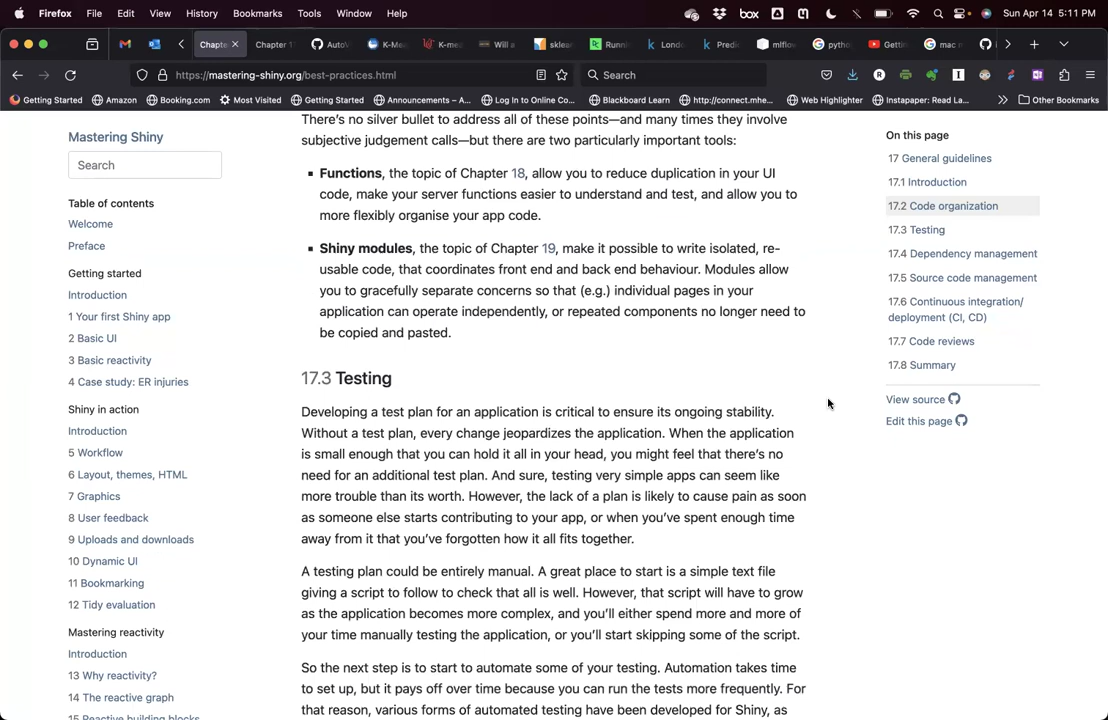 Firefox File Edit View History Bookmarks Tools Window Help
box
Sun Apr 14 5:11 PM
Chapte
Chapter 1
AutoV
K-Me
K-me
Will a
sklea
Runni
Lond
Predi
mlflow
pytho
Getti
mac r
https://mastering-shiny.org/best-practices.html
Search
Getting Started Amazon Booking.com Most Visited Getting Started Announcements – A... Log In to Online Co... Blackboard Learn http://connect.mhe... Web Highlighter Instapaper: Read La... Other Bookmarks
Mastering Shiny
Search
Table of contents
Welcome
Preface
Getting started
Introduction
1 Your first Shiny app
2 Basic UI
3 Basic reactivity
4 Case study: ER injuries
Shiny in action
Introduction
5 Workflow
6 Layout, themes, HTML
7 Graphics
8 User feedback
9 Uploads and downloads
10 Dynamic UI
11 Bookmarking
12 Tidy evaluation
Mastering reactivity
Introduction
13 Why reactivity?
14 The reactive graph
15 Reactive building blocks
There's no silver bullet to address all of these points—and many times they involve
subjective judgement calls—but there are two particularly important tools:
Functions, the topic of Chapter 18, allow you to reduce duplication in your UI
code, make your server functions easier to understand and test, and allow you to
more flexibly organise your app code.
Shiny modules, the topic of Chapter 19, make it possible to write isolated, re-
usable code, that coordinates front end and back end behaviour. Modules allow
you to gracefully separate concerns so that (e.g.) individual pages in your
application can operate independently, or repeated components no longer need to
be copied and pasted.
17.3 Testing
Developing a test plan for an application is critical to ensure its ongoing stability.
Without a test plan, every change jeopardizes the application. When the application
is small enough that you can hold it all in your head, you might feel that there's no
need for an additional test plan. And sure, testing very simple apps can seem like
more trouble than its worth. However, the lack of a plan is likely to cause pain as soon
as someone else starts contributing to your app, or when you've spent enough time
away from it that you've forgotten how it all fits together.
A testing plan could be entirely manual. A great place to start is a simple text file
giving a script to follow to check that all is well. However, that script will have to grow
as the application becomes more complex, and you'll either spend more and more of
your time manually testing the application, or you'll start skipping some of the script.
So the next step is to start to automate some of your testing. Automation takes time
to set up, but it pays off over time because you can run the tests more frequently. For
that reason, various forms of automated testing have been developed for Shiny, as
On this page
17 General guidelines
17.1 Introduction
17.2 Code organization
17.3 Testing
17.4 Dependency management
17.5 Source code management
17.6 Continuous integration/
deployment (CI, CD)
17.7 Code reviews
17.8 Summary
View source
Edit this page